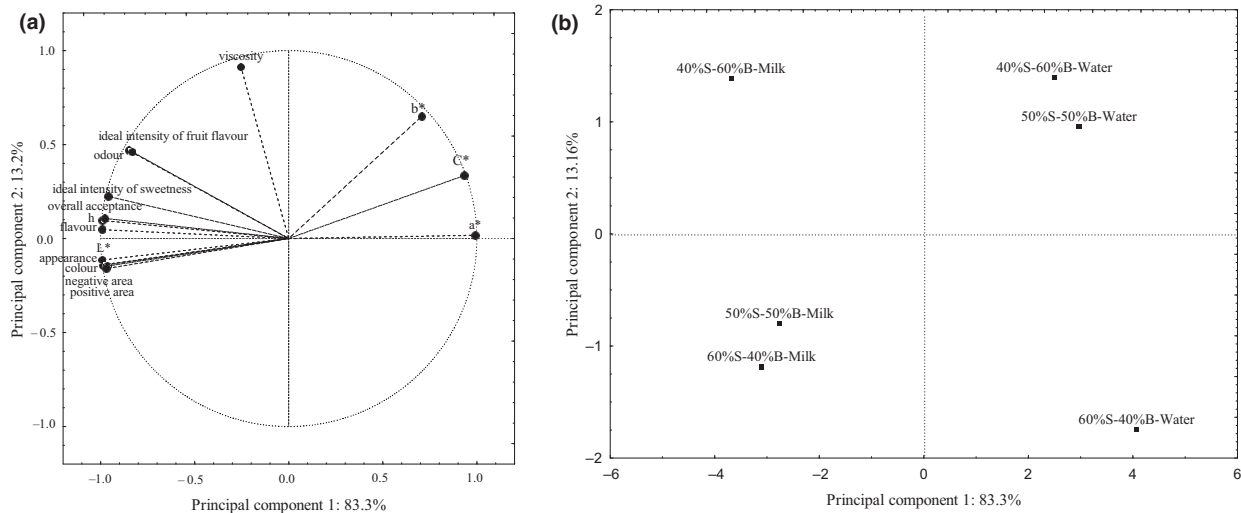 (a)
1.0
0.5
0.0
−0.5
−1.0
Principal component 2: 13.2%
viscosity
b*
ideal intensity of fruit flavour
odour
C*
ideal intensity of sweetness
overall acceptance
h
flavour
a*
L*
appearance
colour
negative area
positive area
−1.0 −0.5 0.0 0.5 1.0
Principal component 1: 83.3%
(b)
2
1
0
−1
−2
Principal component 2: 13.16%
40%S-60%B-Milk
40%S-60%B-Water
50%S-50%B-Water
50%S-50%B-Milk
60%S-40%B-Milk
60%S-40%B-Water
−6 −4 −2 0 2 4 6
Principal component 1: 83.3%